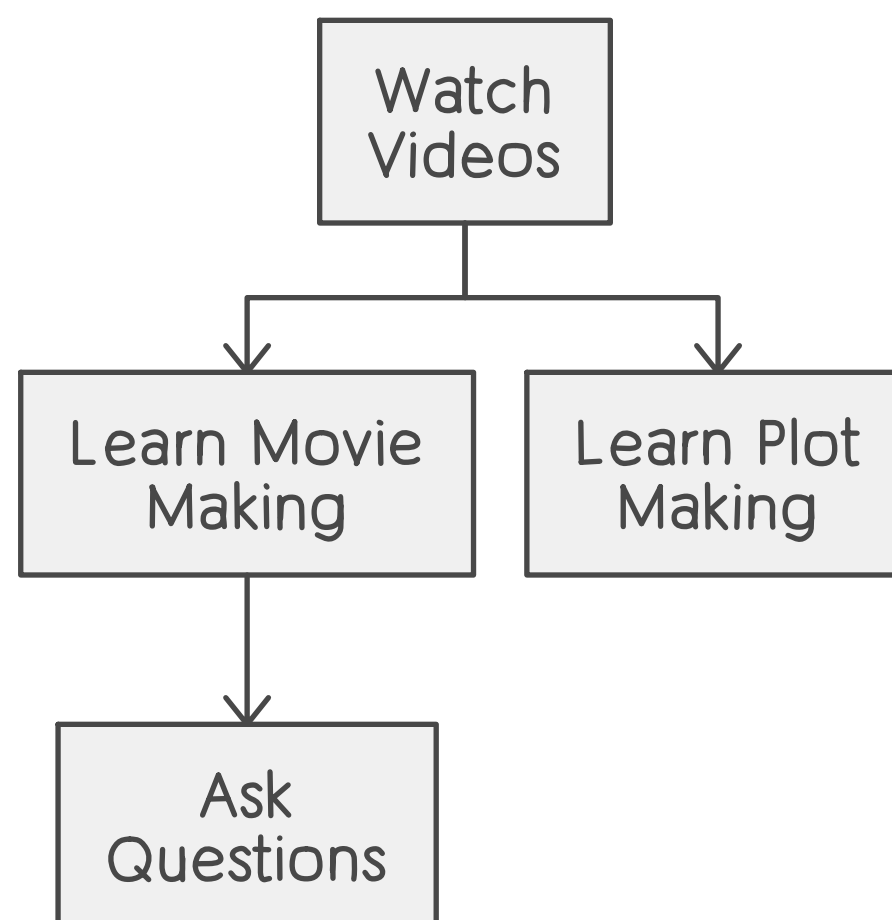 Watch
Videos
Learn Movie
Making
Learn Plot
Making
Ask
Questions